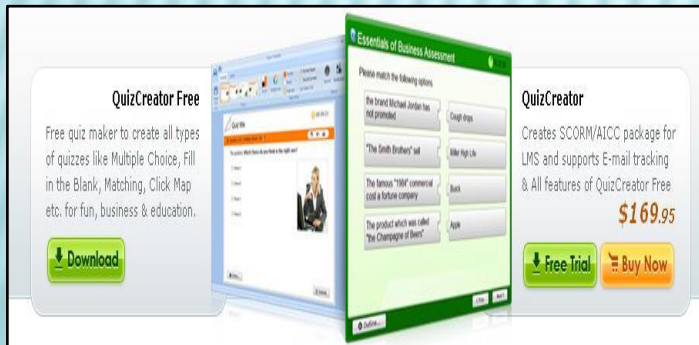 QuizCreator Free
Free quiz maker to create all types
of quizzes like Multiple Choice, Fill
in the Blank, Matching, Click Map
etc. for fun, business & education.
Download
Quiz title
Essentials of Business Assessment
Please match the following options
the brand Michael Jordan has
not promoted
Cough drops
"The Smith Brothers" sell
Miller High Life
The famous "1984" commercial
cost a fortune company
Buick
The product which was called
"the Champagne of Beers"
Apple
Outline...
QuizCreator
Creates SCORM/AICC package for
LMS and supports E-mail tracking
& All features of QuizCreator Free
$169.95
Free Trial
Buy Now